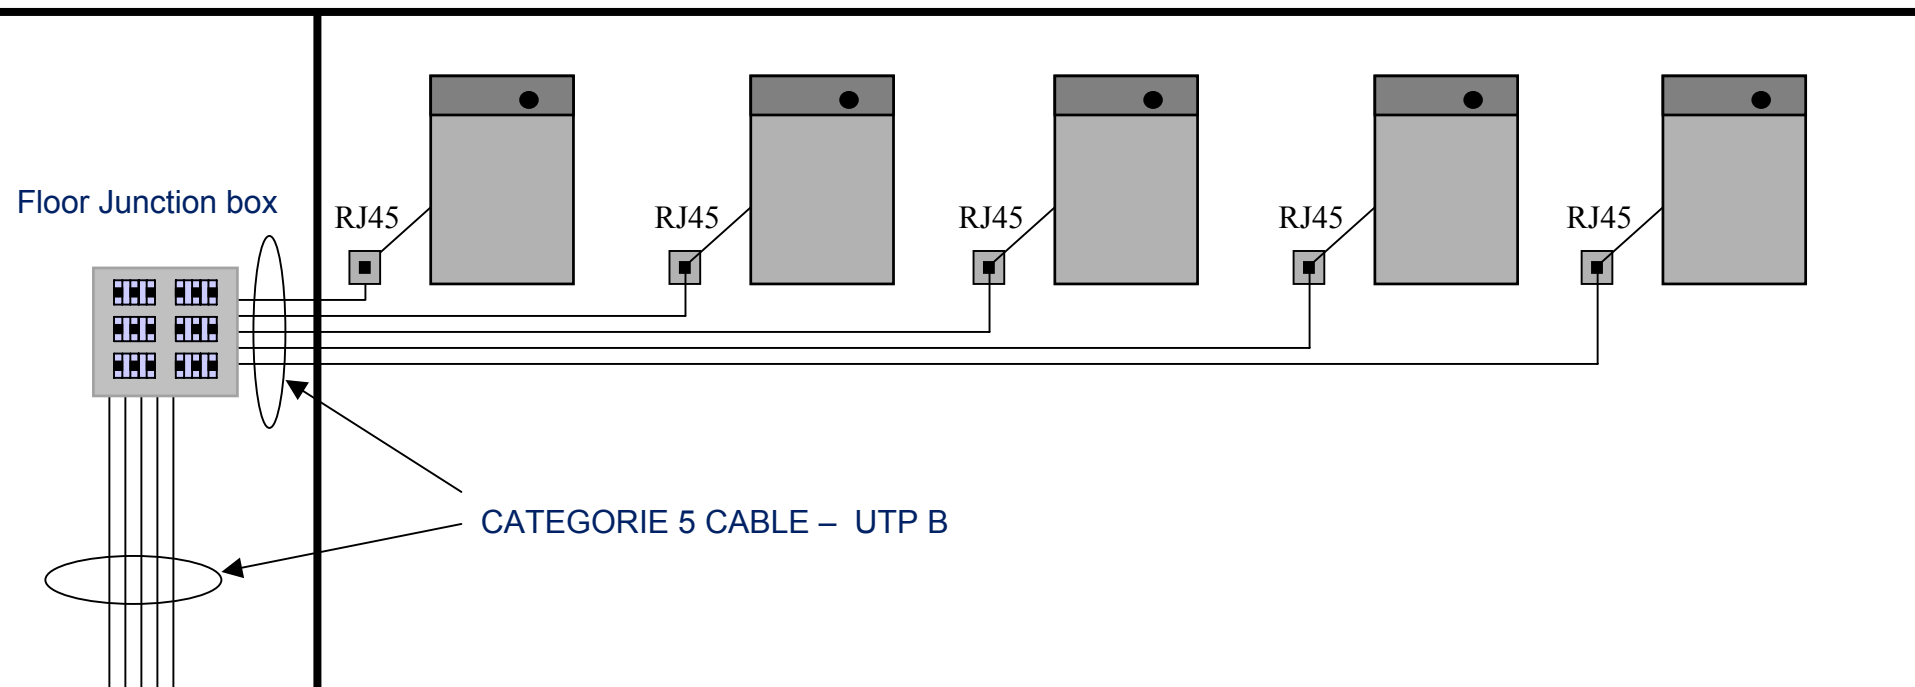 Floor Junction box
RJ45
RJ45
RJ45
RJ45
RJ45
CATEGORIE 5 CABLE – UTP B